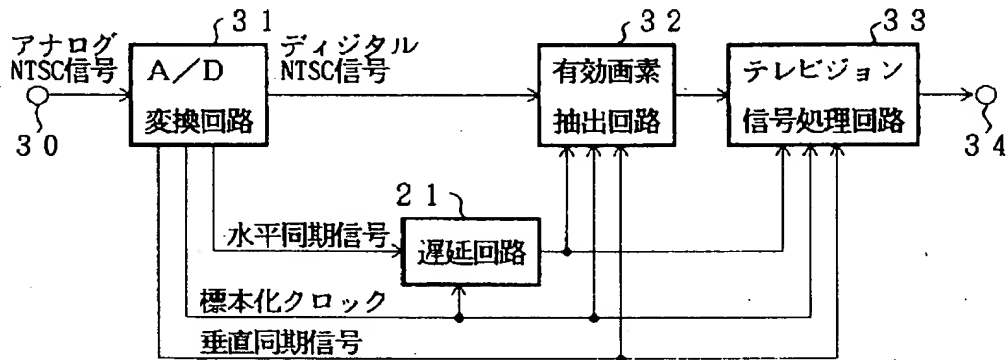 31
32
33
アナログ
NTSC信号
A/D
変換回路
ディジタル
NTSC信号
有効画素
抽出回路
テレビジョン
信号処理回路
30
34
21
水平同期信号
遅延回路
標本化クロック
垂直同期信号